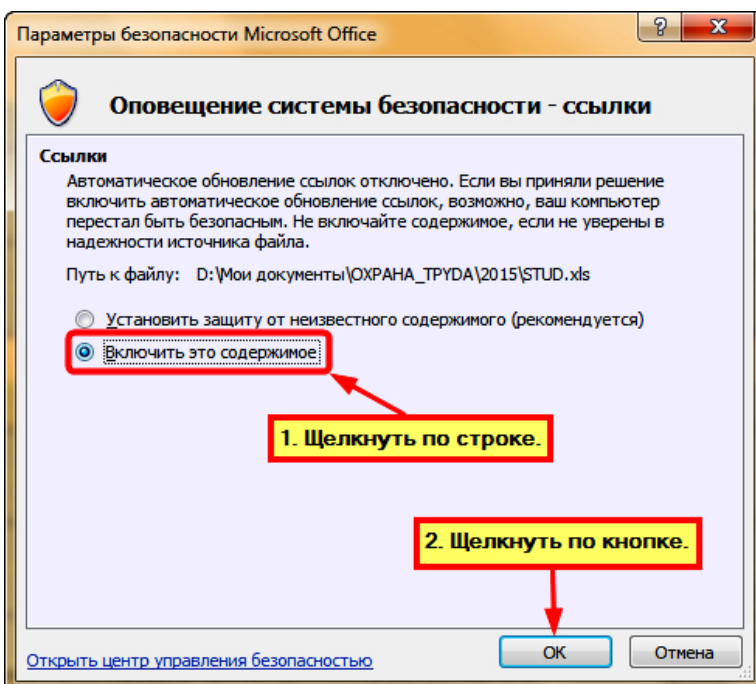 Параметры безопасности Microsoft Office
Оповещение системы безопасности - ссылки
Ссылки
Автоматическое обновление ссылок отключено. Если вы приняли решение
включить автоматическое обновление ссылок, возможно, ваш компьютер
перестал быть безопасным. Не включайте содержимое, если не уверены в
надежности источника файла.
Путь к файлу: D:\Мои документы\OXPAHA_TPYDA\2015\STUD.xls
Установить защиту от неизвестного содержимого (рекомендуется)
Включить это содержимое
1. Щелкнуть по строке.
2. Щелкнуть по кнопке.
Открыть центр управления безопасностью
ОК
Отмена